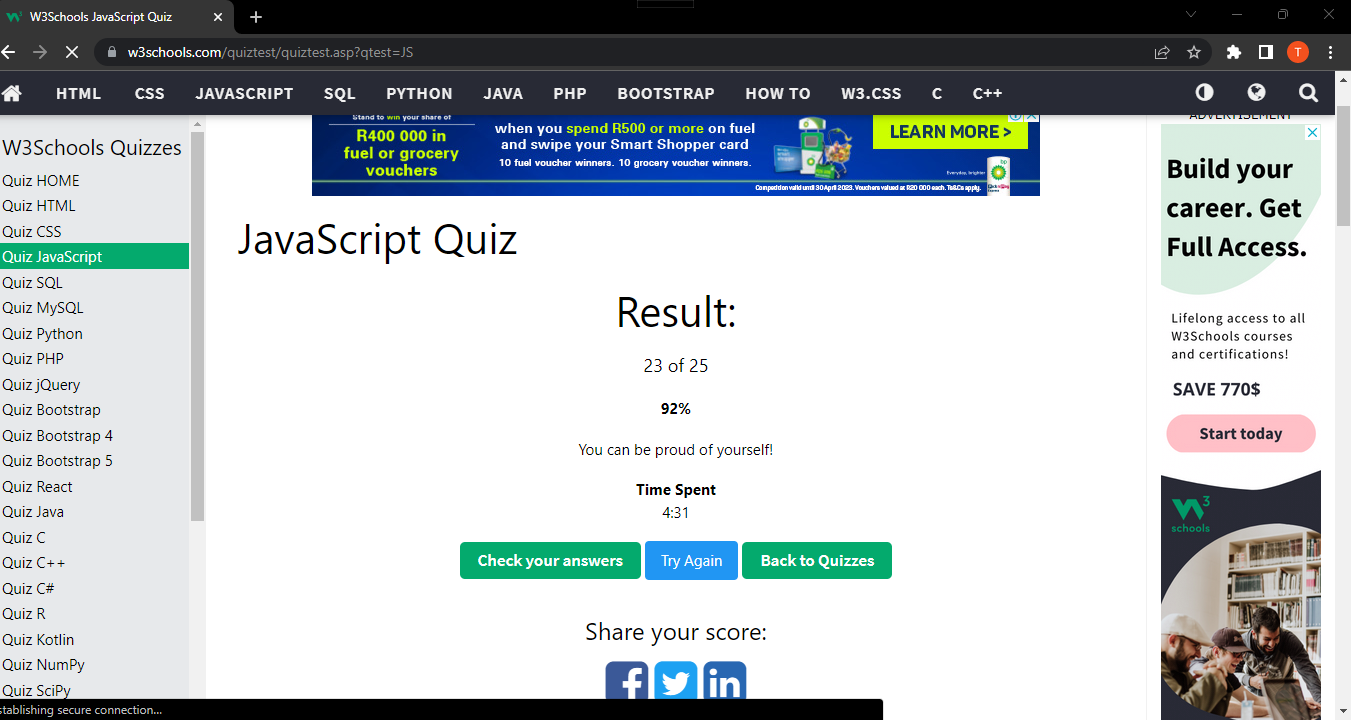 W3Schools JavaScript Quiz
w3schools.com/quiztest/quiztest.asp?qtest=JS
T
HTML CSS JAVASCRIPT SQL PYTHON JAVA PHP BOOTSTRAP HOW TO W3.CSS C C++
W3Schools Quizzes
Quiz HOME
Quiz HTML
Quiz CSS
Quiz JavaScript
Quiz SQL
Quiz MySQL
Quiz Python
Quiz PHP
Quiz jQuery
Quiz Bootstrap
Quiz Bootstrap 4
Quiz Bootstrap 5
Quiz React
Quiz Java
Quiz C
Quiz C++
Quiz C#
Quiz R
Quiz Kotlin
Quiz NumPy
Quiz SciPy
Stand to win your share of
R400 000 in
fuel or grocery
vouchers
when you spend R500 or more on fuel
and swipe your Smart Shopper card
10 fuel voucher winners. 10 grocery voucher winners.
LEARN MORE >
Everyday, brighter
bp
Competition valid until 30 April 2023. Vouchers valued at R20 000 each. Ts&Cs apply.
JavaScript Quiz
Result:
23 of 25
92%
You can be proud of yourself!
Time Spent
4:31
Check your answers
Try Again
Back to Quizzes
Share your score:
ADVERTISEMENT
Build your
career. Get
Full Access.
Lifelong access to all
W3Schools courses
and certifications!
SAVE 770$
Start today
W3
schools
stablishing secure connection...